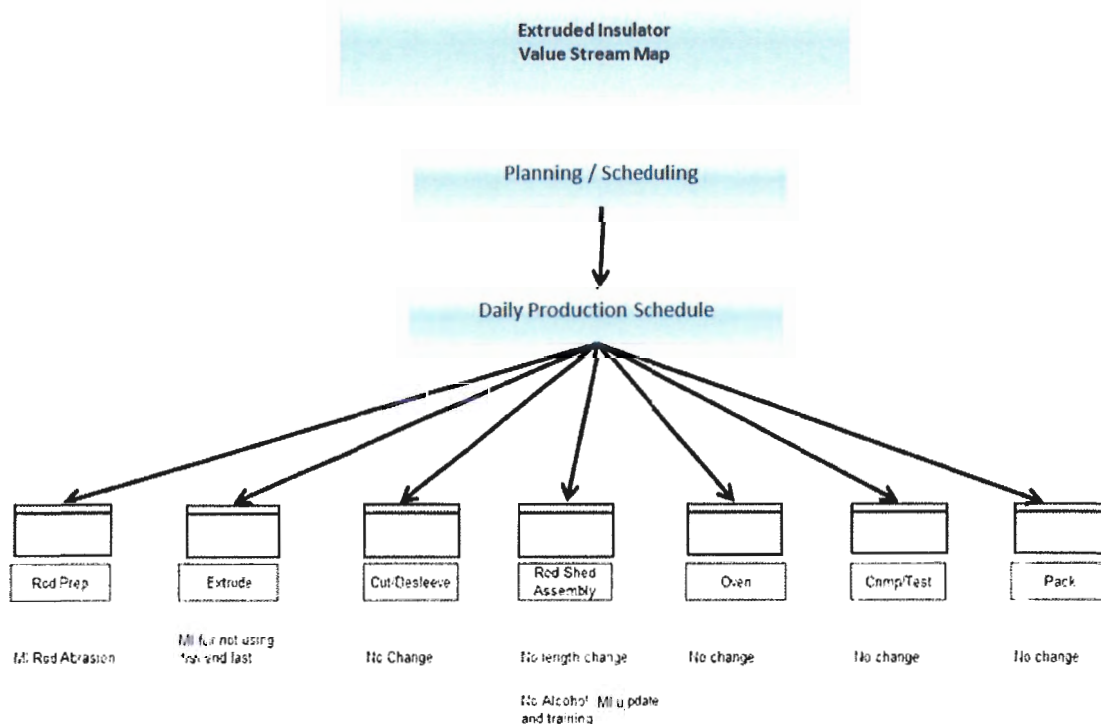 Extruded Insulator
Value Stream Map
Planning / Scheduling
Daily Production Schedule
Rod Prep
Extrude
Cut/Desleeve
Rod Shed
Assembly
Oven
Crimp/Test
Pack
MI Rod Abrasion
MI for not using
and last
No Change
No length change
No change
No change
No change
No Alcohol MI update
and training